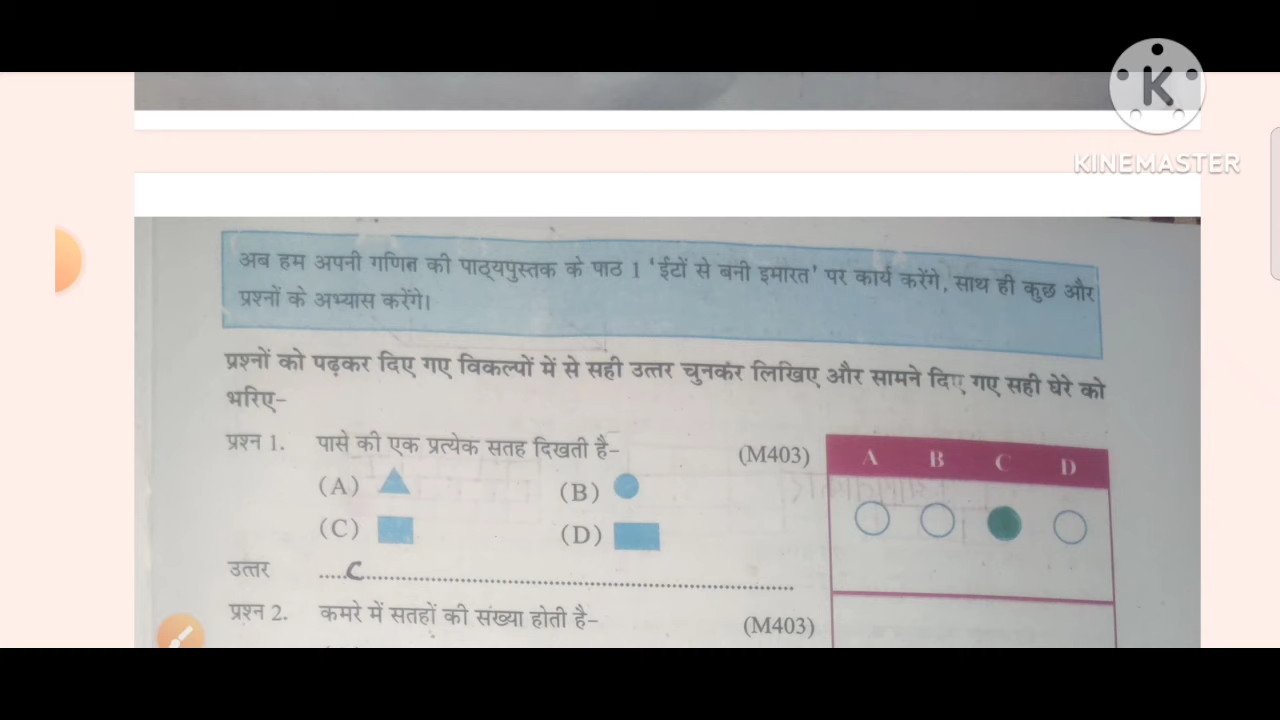 K
KINEMASTER
अब हम अपनी गणित की पाठ्यपुस्तक के पाठ 1 'ईंटों से बनी इमारत' पर कार्य करेंगे, साथ ही कुछ और
प्रश्नों के अभ्यास करेंगे।
प्रश्नों को पढ़कर दिए गए विकल्पों में से सही उत्तर चुनकर लिखिए और सामने दिए गए सही घेरे को
भरिए-
प्रश्न 1. पासे की एक प्रत्येक सतह दिखती है- (M403)
A B C D
(A) (B)
(C) (D)
उत्तर ....C....
प्रश्न 2. कमरे में सतहों की संख्या होती है- (M403)